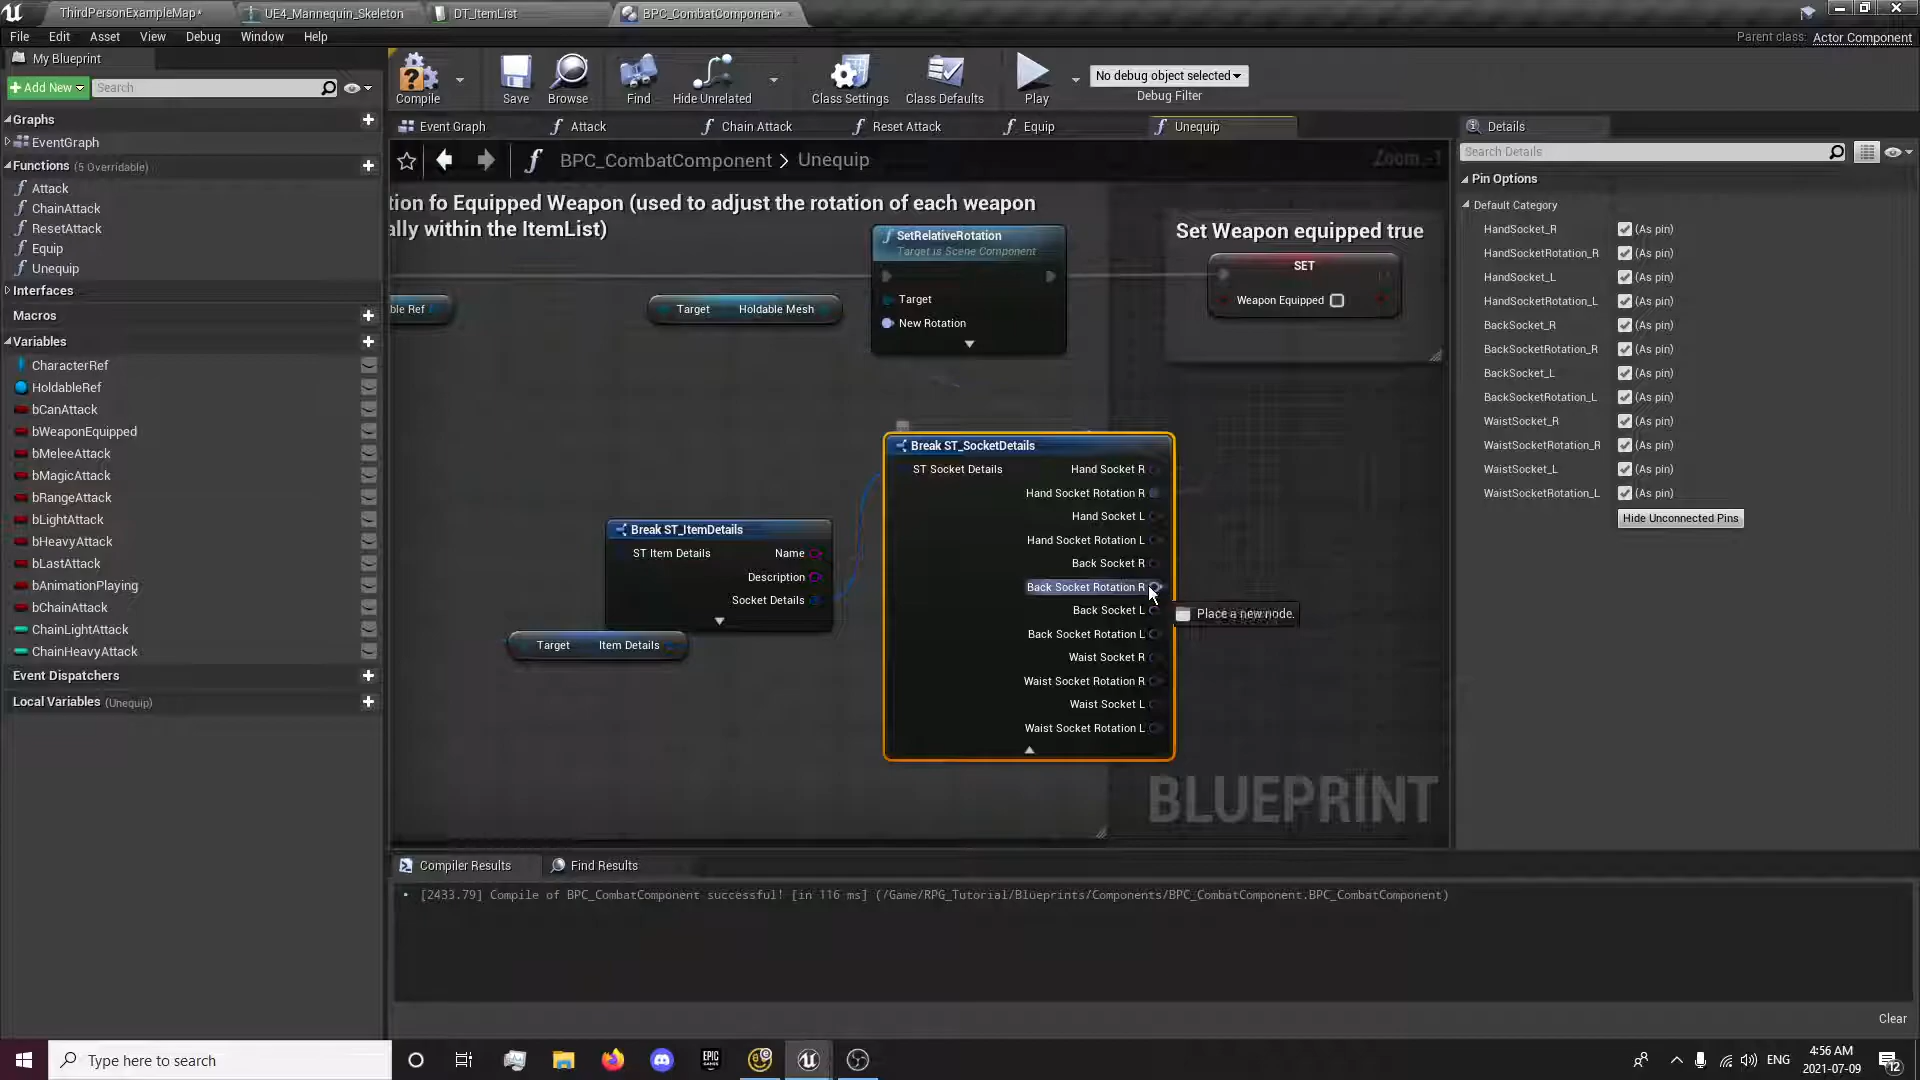 ThirdPersonExampleMap*
UE4_Mannequin_Skeleton
DT_ItemList
BPC_CombatComponent*
File Edit Asset View Debug Window Help
Parent class: Actor Component
My Blueprint
+ Add New
Search
Compile
Save
Browse
Find
Hide Unrelated
Class Settings
Class Defaults
Play
No debug object selected
Debug Filter
Graphs
EventGraph
Functions (5 Overridable)
Attack
ChainAttack
ResetAttack
Equip
Unequip
Interfaces
Macros
Variables
CharacterRef
HoldableRef
bCanAttack
bWeaponEquipped
bMeleeAttack
bMagicAttack
bRangeAttack
bLightAttack
bHeavyAttack
bLastAttack
bAnimationPlaying
bChainAttack
ChainLightAttack
ChainHeavyAttack
Event Dispatchers
Local Variables (Unequip)
Event Graph
Attack
Chain Attack
Reset Attack
Equip
Unequip
BPC_CombatComponent > Unequip
Zoom -1
tion fo Equipped Weapon (used to adjust the rotation of each weapon
ally within the ItemList)
SetRelativeRotation
Target is Scene Component
Target
New Rotation
ble Ref
Target Holdable Mesh
Set Weapon equipped true
SET
Weapon Equipped
Break ST_ItemDetails
ST Item Details Name
Description
Socket Details
Target Item Details
Break ST_SocketDetails
ST Socket Details Hand Socket R
Hand Socket Rotation R
Hand Socket L
Hand Socket Rotation L
Back Socket R
Back Socket Rotation R
Back Socket L
Back Socket Rotation L
Waist Socket R
Waist Socket Rotation R
Waist Socket L
Waist Socket Rotation L
Place a new node.
BLUEPRINT
Details
Search Details
Pin Options
Default Category
HandSocket_R (As pin)
HandSocketRotation_R (As pin)
HandSocket_L (As pin)
HandSocketRotation_L (As pin)
BackSocket_R (As pin)
BackSocketRotation_R (As pin)
BackSocket_L (As pin)
BackSocketRotation_L (As pin)
WaistSocket_R (As pin)
WaistSocketRotation_R (As pin)
WaistSocket_L (As pin)
WaistSocketRotation_L (As pin)
Hide Unconnected Pins
Compiler Results
Find Results
[2433.79] Compile of BPC_CombatComponent successful! [in 116 ms] (/Game/RPG_Tutorial/Blueprints/Components/BPC_CombatComponent.BPC_CombatComponent)
Clear
Type here to search
EPIC GAMES
ENG
4:56 AM
2021-07-09
12